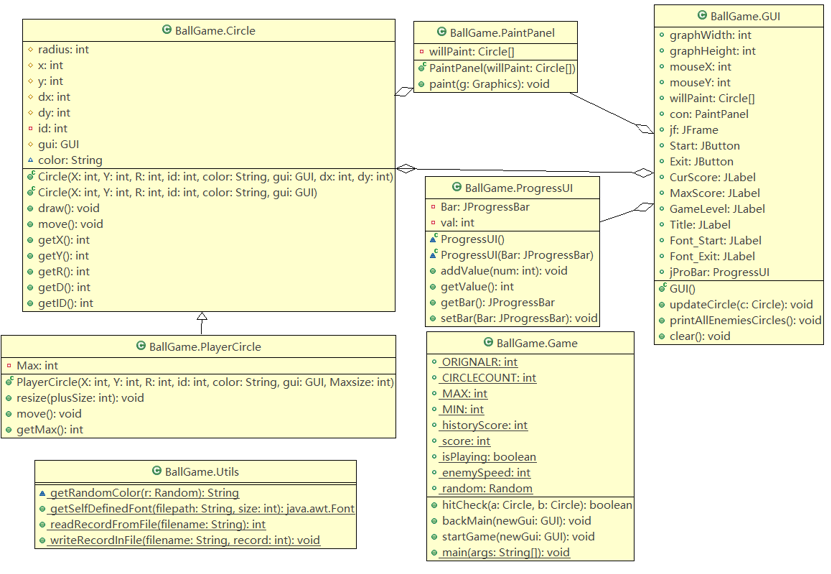 BallGame.Circle
radius: int
x: int
y: int
dx: int
dy: int
id: int
gui: GUI
color: String
Circle(X: int, Y: int, R: int, id: int, color: String, gui: GUI, dx: int, dy: int)
Circle(X: int, Y: int, R: int, id: int, color: String, gui: GUI)
draw(): void
move(): void
getX(): int
getY(): int
getR(): int
getD(): int
getID(): int
BallGame.PaintPanel
willPaint: Circle[]
PaintPanel(willPaint: Circle[])
paint(g: Graphics): void
BallGame.GUI
graphWidth: int
graphHeight: int
mouseX: int
mouseY: int
willPaint: Circle[]
con: PaintPanel
jf: JFrame
Start: JButton
Exit: JButton
CurScore: JLabel
MaxScore: JLabel
GameLevel: JLabel
Title: JLabel
Font_Start: JLabel
Font_Exit: JLabel
jProBar: ProgressUI
GUI()
updateCircle(c: Circle): void
printAllEnemiesCircles(): void
clear(): void
BallGame.ProgressUI
Bar: JProgressBar
val: int
ProgressUI()
ProgressUI(Bar: JProgressBar)
addValue(num: int): void
getValue(): int
getBar(): JProgressBar
setBar(Bar: JProgressBar): void
BallGame.PlayerCircle
Max: int
PlayerCircle(X: int, Y: int, R: int, id: int, color: String, gui: GUI, Maxsize: int)
resize(plusSize: int): void
move(): void
getMax(): int
BallGame.Game
ORIGNALR: int
CIRCLECOUNT: int
MAX: int
MIN: int
historyScore: int
score: int
isPlaying: boolean
enemySpeed: int
random: Random
hitCheck(a: Circle, b: Circle): boolean
backMain(newGui: GUI): void
startGame(newGui: GUI): void
main(args: String[]): void
BallGame.Utils
getRandomColor(r: Random): String
getSelfDefinedFont(filepath: String, size: int): java.awt.Font
readRecordFromFile(filename: String): int
writeRecordInFile(filename: String, record: int): void